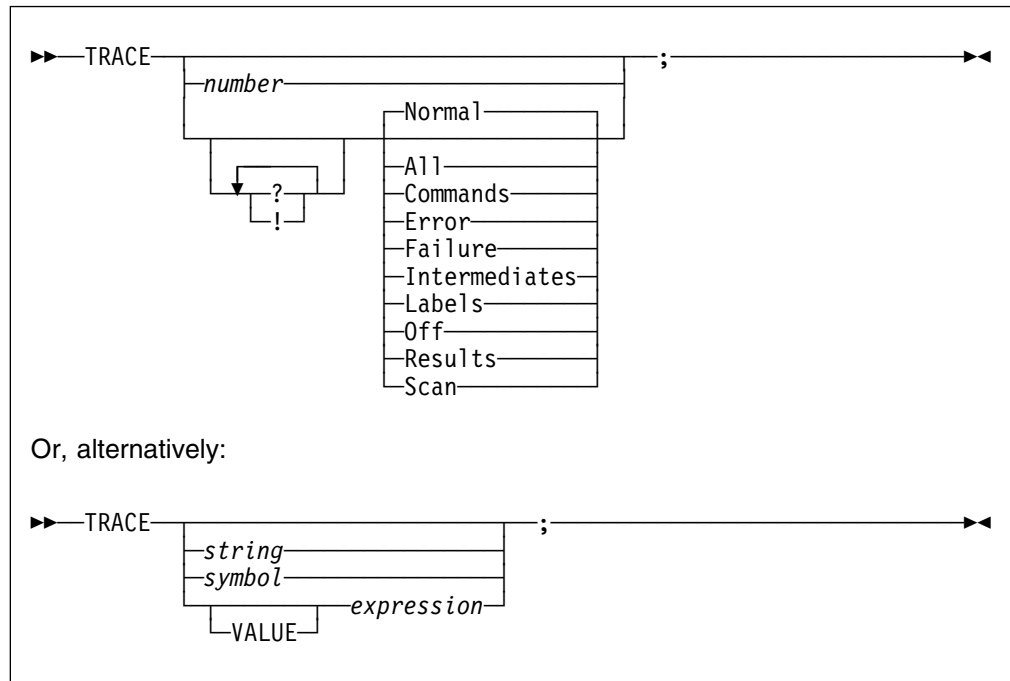 TRACE ;
number
Normal
All
? Commands
! Error
Failure
Intermediates
Labels
Off
Results
Scan
Or, alternatively:
TRACE ;
string
symbol
expression
VALUE